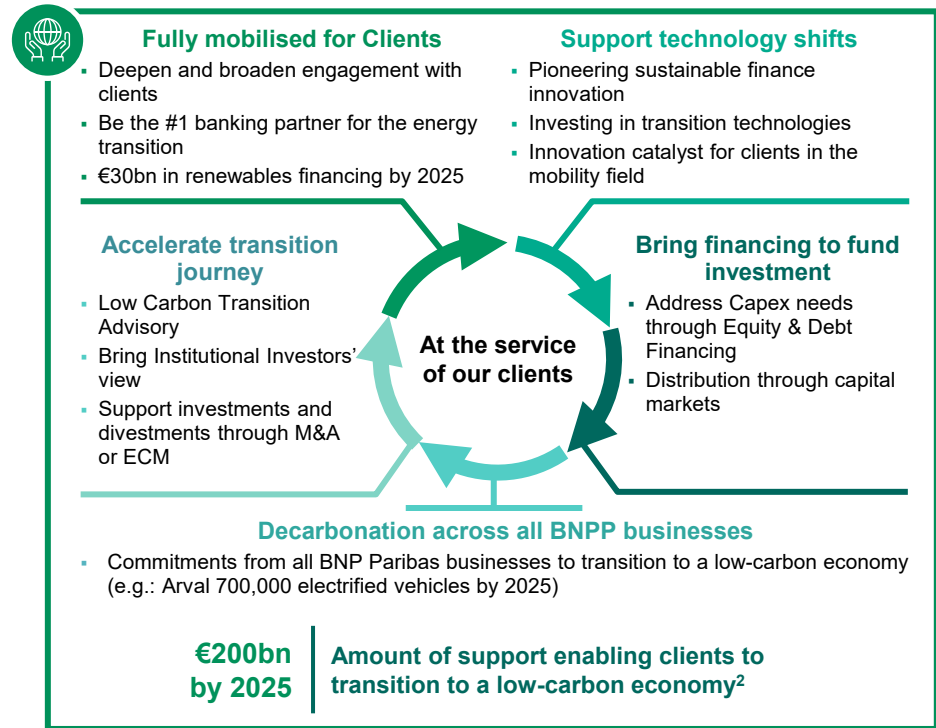 Fully mobilised for Clients
▪ Deepen and broaden engagement with
clients
▪ Be the #1 banking partner for the energy
transition
▪ €30bn in renewables financing by 2025
Support technology shifts
▪ Pioneering sustainable finance
innovation
▪ Investing in transition technologies
▪ Innovation catalyst for clients in the
mobility field
Accelerate transition
journey
▪ Low Carbon Transition
Advisory
▪ Bring Institutional Investors’
view
▪ Support investments and
divestments through M&A
or ECM
At the service
of our clients
Bring financing to fund
investment
▪ Address Capex needs
through Equity & Debt
Financing
▪ Distribution through capital
markets
Decarbonation across all BNPP businesses
▪ Commitments from all BNP Paribas businesses to transition to a low-carbon economy
(e.g.: Arval 700,000 electrified vehicles by 2025)
€200bn
by 2025
Amount of support enabling clients to
transition to a low-carbon economy²